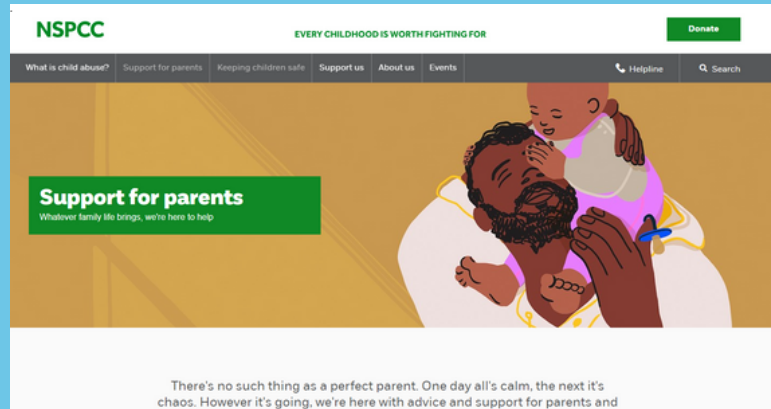 NSPCC
EVERY CHILDHOOD IS WORTH FIGHTING FOR
Donate
What is child abuse? Support for parents Keeping children safe Support us About us Events Helpline Search
Support for parents
Whatever family life brings, we're here to help
There's no such thing as a perfect parent. One day all's calm, the next it's
chaos. However it's going, we're here with advice and support for parents and